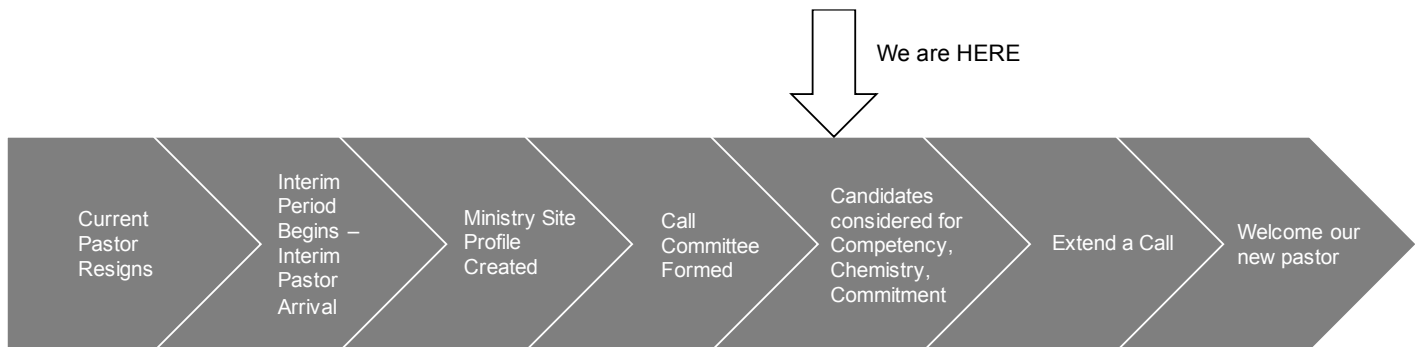 We are HERE
Current
Pastor
Resigns
Interim
Period
Begins –
Interim
Pastor
Arrival
Ministry Site
Profile
Created
Call
Committee
Formed
Candidates
considered for
Competency,
Chemistry,
Commitment
Extend a Call
Welcome our
new pastor